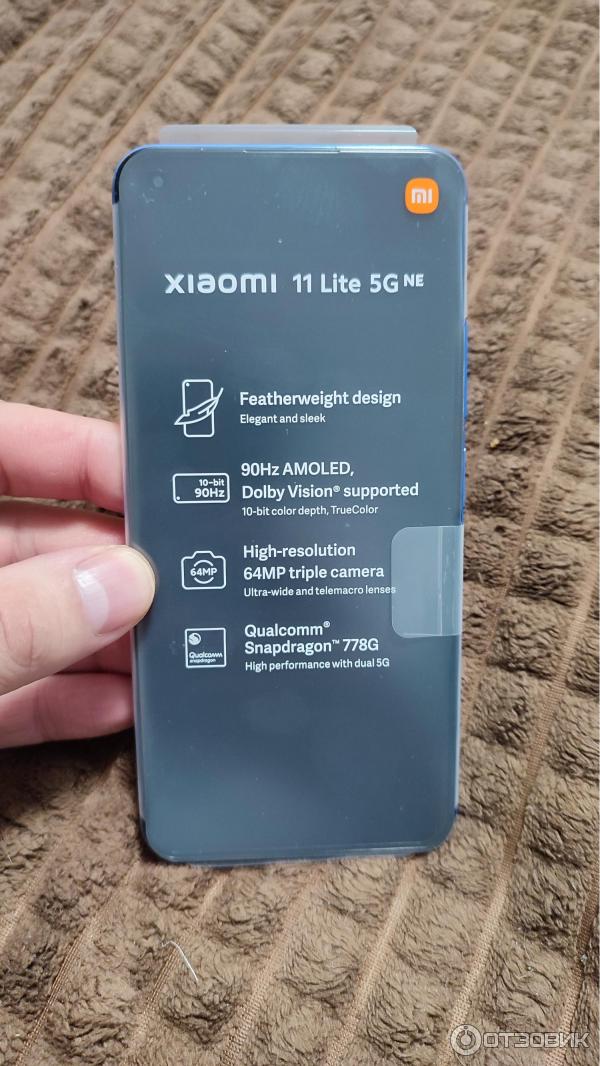 mi
xiaomi 11 Lite 5G NE
Featherweight design
Elegant and sleek
10-bit
90Hz
90Hz AMOLED,
Dolby Vision® supported
10-bit color depth, TrueColor
64MP
High-resolution
64MP triple camera
Ultra-wide and telemacro lenses
Qualcomm
snapdragon
Qualcomm®
Snapdragon™ 778G
High performance with dual 5G
ОТЗОВИК